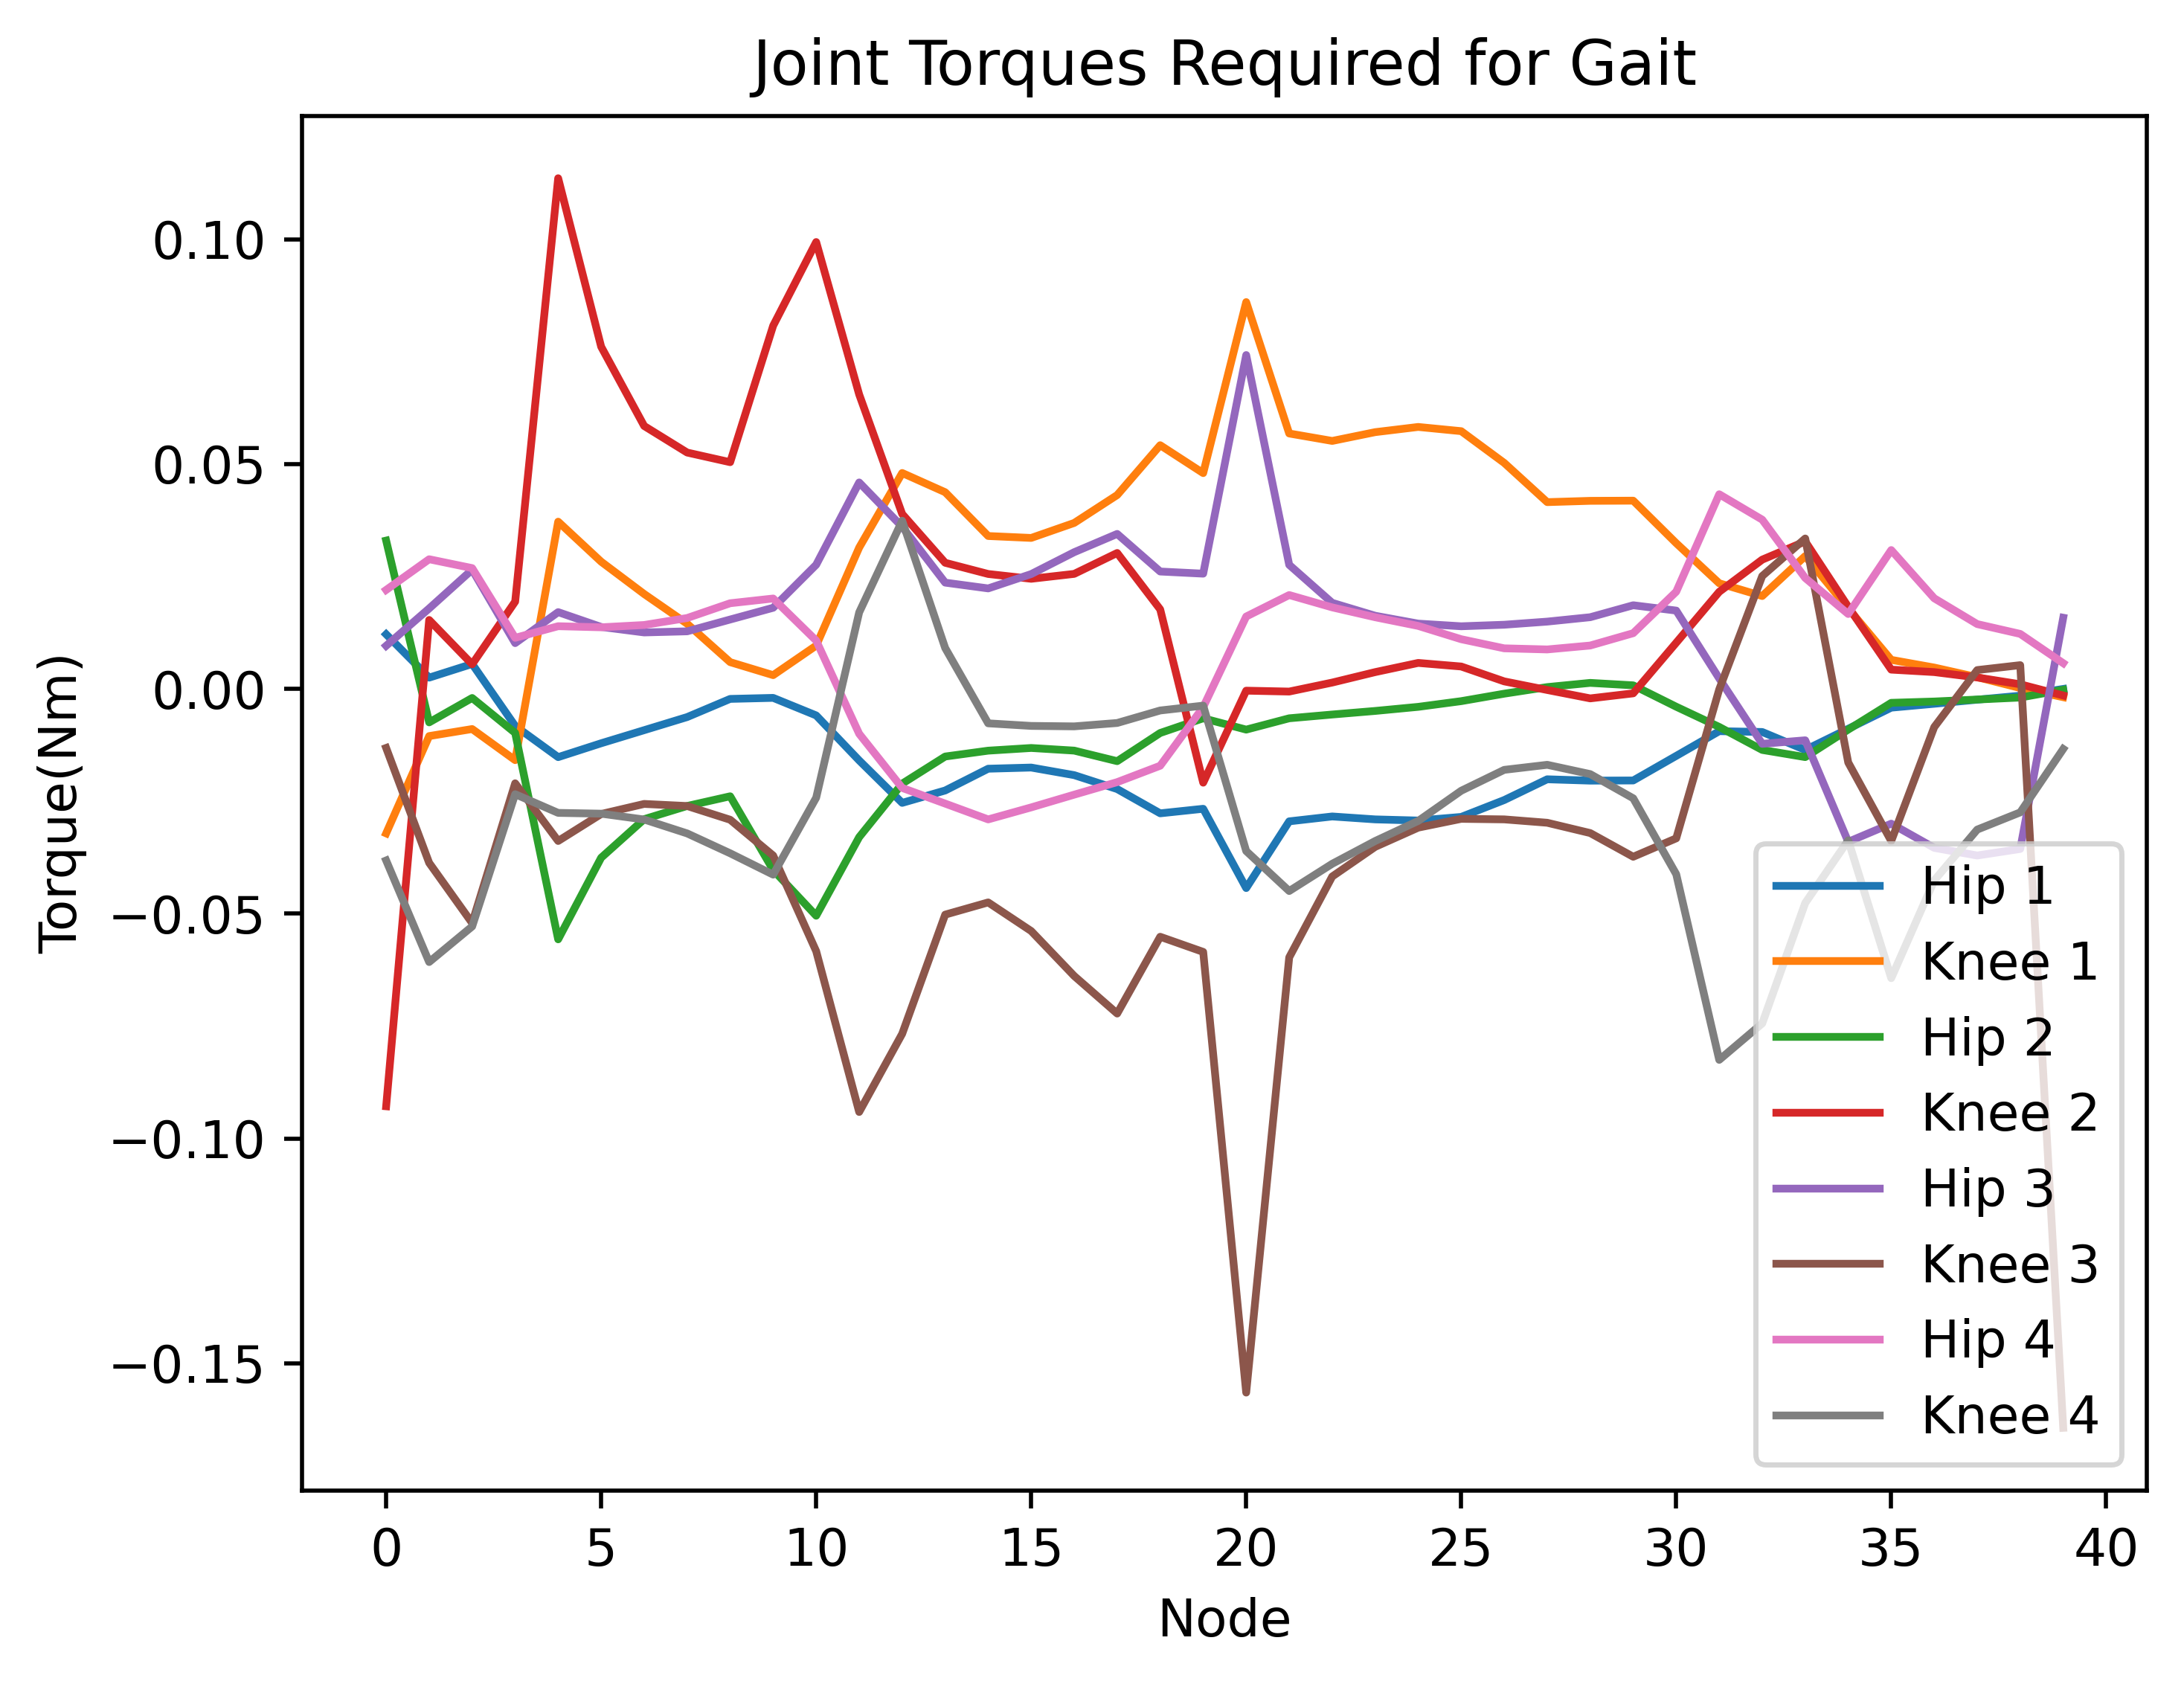 Joint Torques Required for Gait
Torque(Nm)
0.10
0.05
0.00
−0.05
−0.10
−0.15
Hip 1
Knee 1
Hip 2
Knee 2
Hip 3
Knee 3
Hip 4
Knee 4
0 5 10 15 20 25 30 35 40
Node